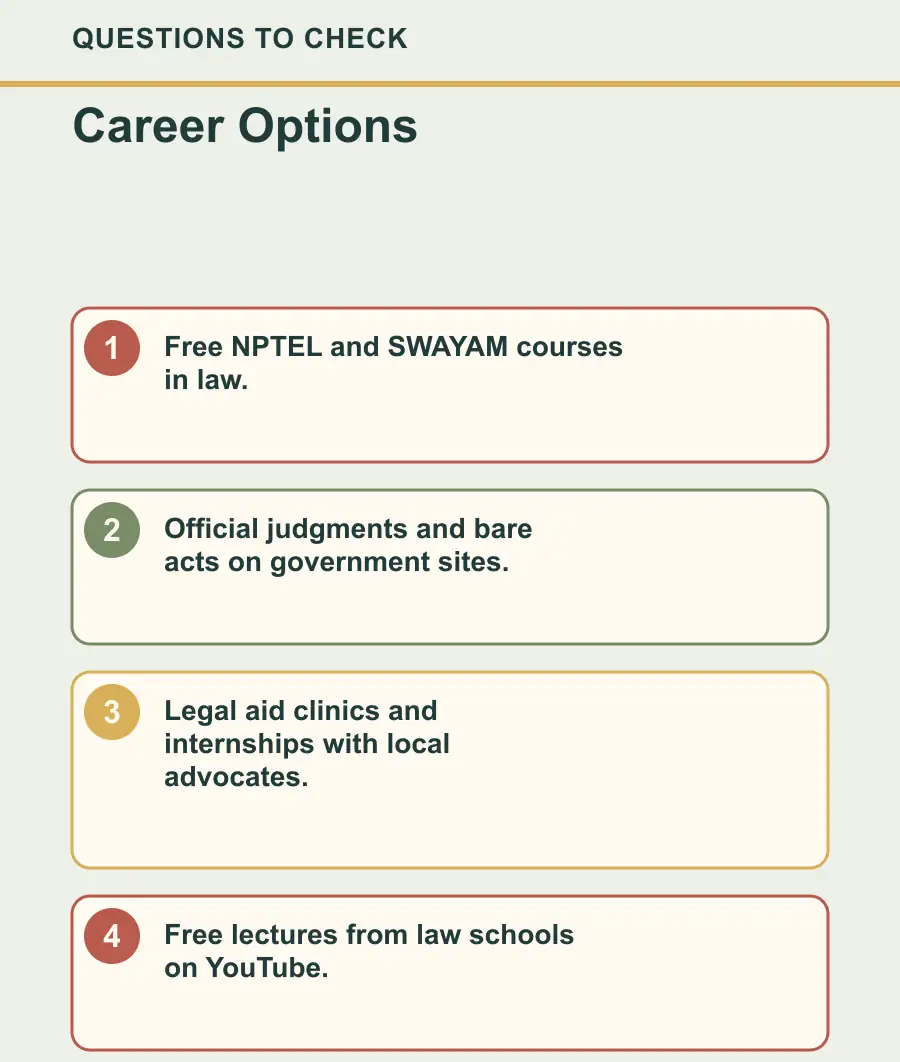 QUESTIONS TO CHECK
Career Options
1
Free NPTEL and SWAYAM courses
in law.
2
Official judgments and bare
acts on government sites.
3
Legal aid clinics and
internships with local
advocates.
4
Free lectures from law schools
on YouTube.